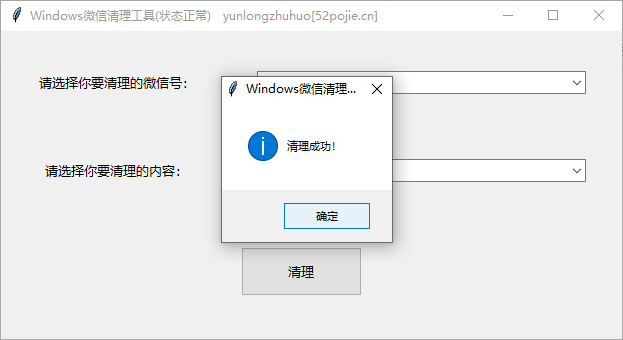 Windows微信清理工具(状态正常) yunlongzhuhuo[52pojie.cn]
请选择你要清理的微信号:
Windows微信清理...
清理成功!
请选择你要清理的内容:
确定
清理